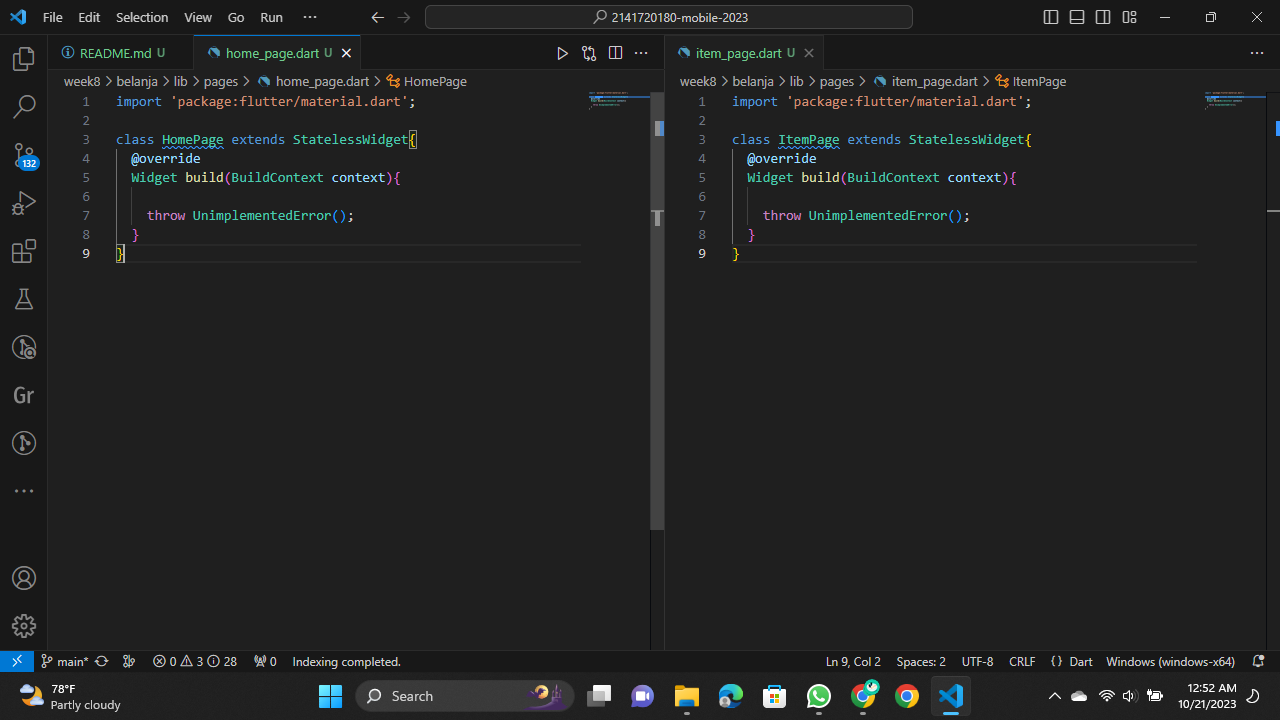 File Edit Selection View Go Run ···
2141720180-mobile-2023
README.md U
home_page.dart U
week8 > belanja > lib > pages > home_page.dart > HomePage
1 import 'package:flutter/material.dart';
2
3 class HomePage extends StatelessWidget{
4 @override
5 Widget build(BuildContext context){
6
7 throw UnimplementedError();
8 }
9 }
item_page.dart U
week8 > belanja > lib > pages > item_page.dart > ItemPage
1 import 'package:flutter/material.dart';
2
3 class ItemPage extends StatelessWidget{
4 @override
5 Widget build(BuildContext context){
6
7 throw UnimplementedError();
8 }
9 }
132
Gr
main* 0 3 28 0 Indexing completed.
Ln 9, Col 2 Spaces: 2 UTF-8 CRLF {} Dart Windows (windows-x64)
78°F
Partly cloudy
Search
12:52 AM
10/21/2023